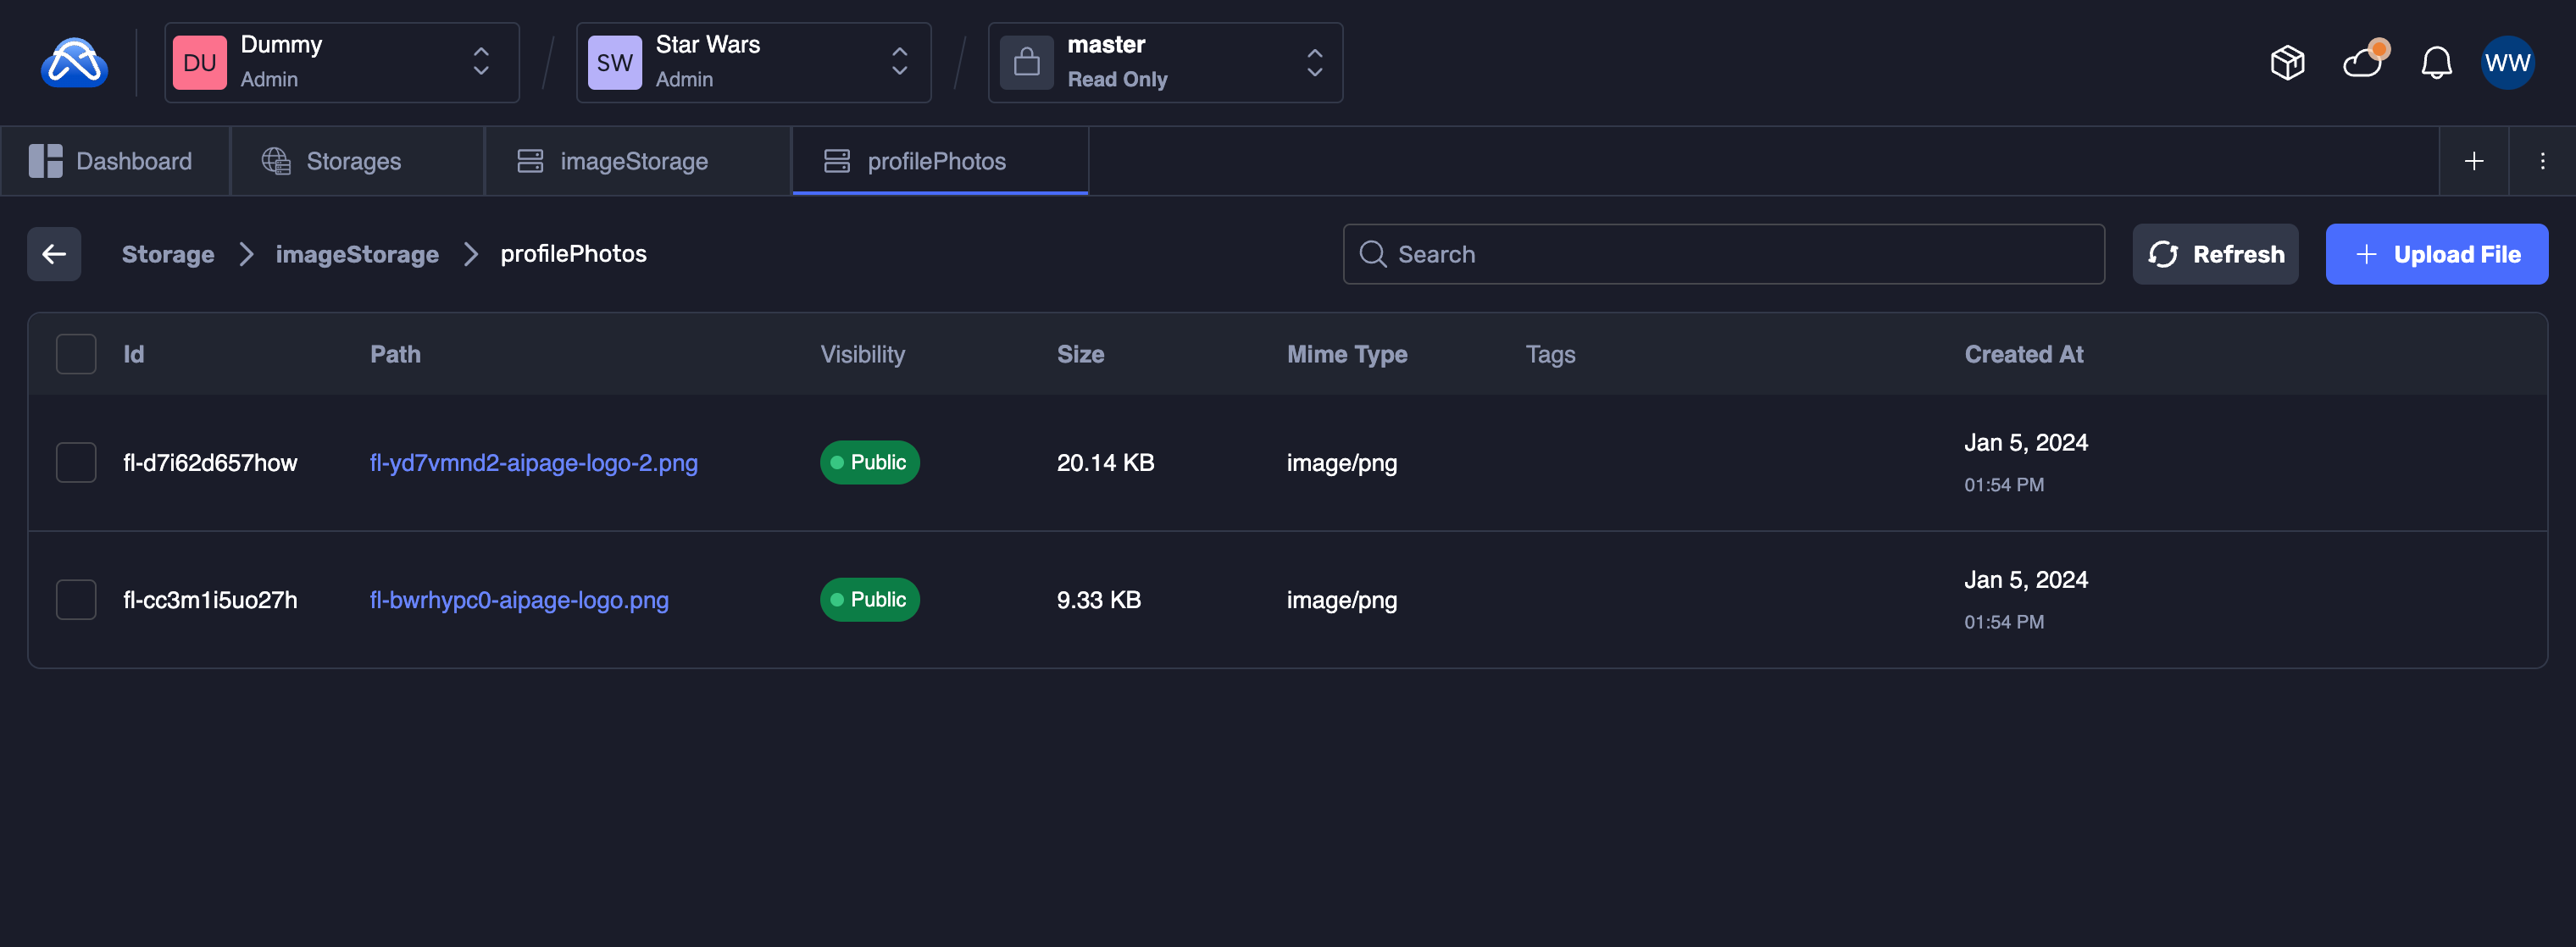 DU Dummy Admin SW Star Wars Admin master Read Only WW
Dashboard Storages imageStorage profilePhotos
Storage imageStorage profilePhotos Search Refresh Upload File
Id Path Visibility Size Mime Type Tags Created At
fl-d7i62d657how fl-yd7vmnd2-aipage-logo-2.png Public 20.14 KB image/png Jan 5, 2024
01:54 PM
fl-cc3m1i5uo27h fl-bwrhypc0-aipage-logo.png Public 9.33 KB image/png Jan 5, 2024
01:54 PM